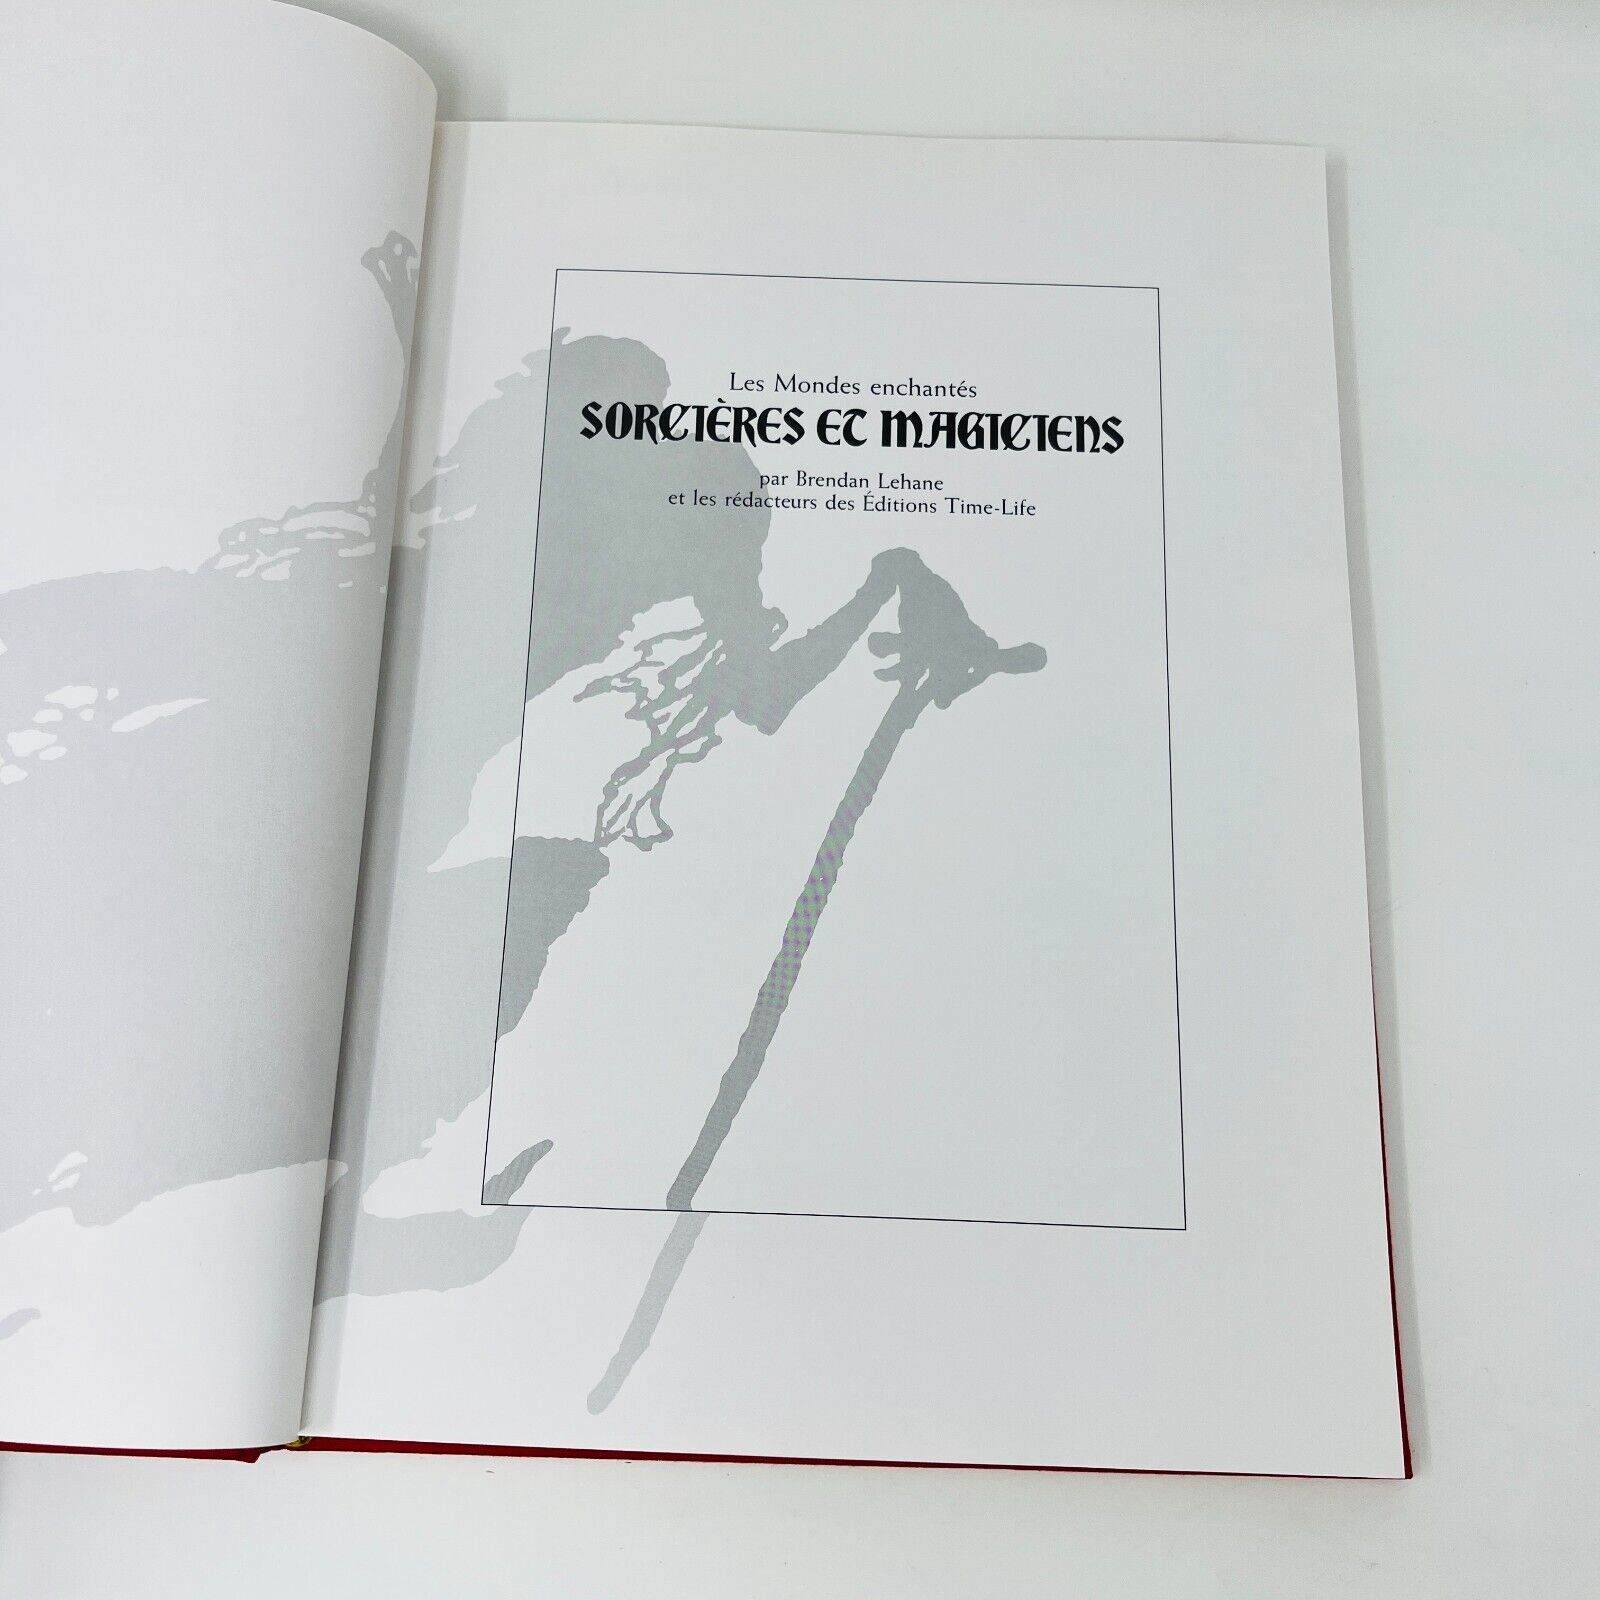 Les Mondes enchantés
SORCIÈRES ET MAGICIENS
par Brendan Lehane
et les rédacteurs des Éditions Time-Life